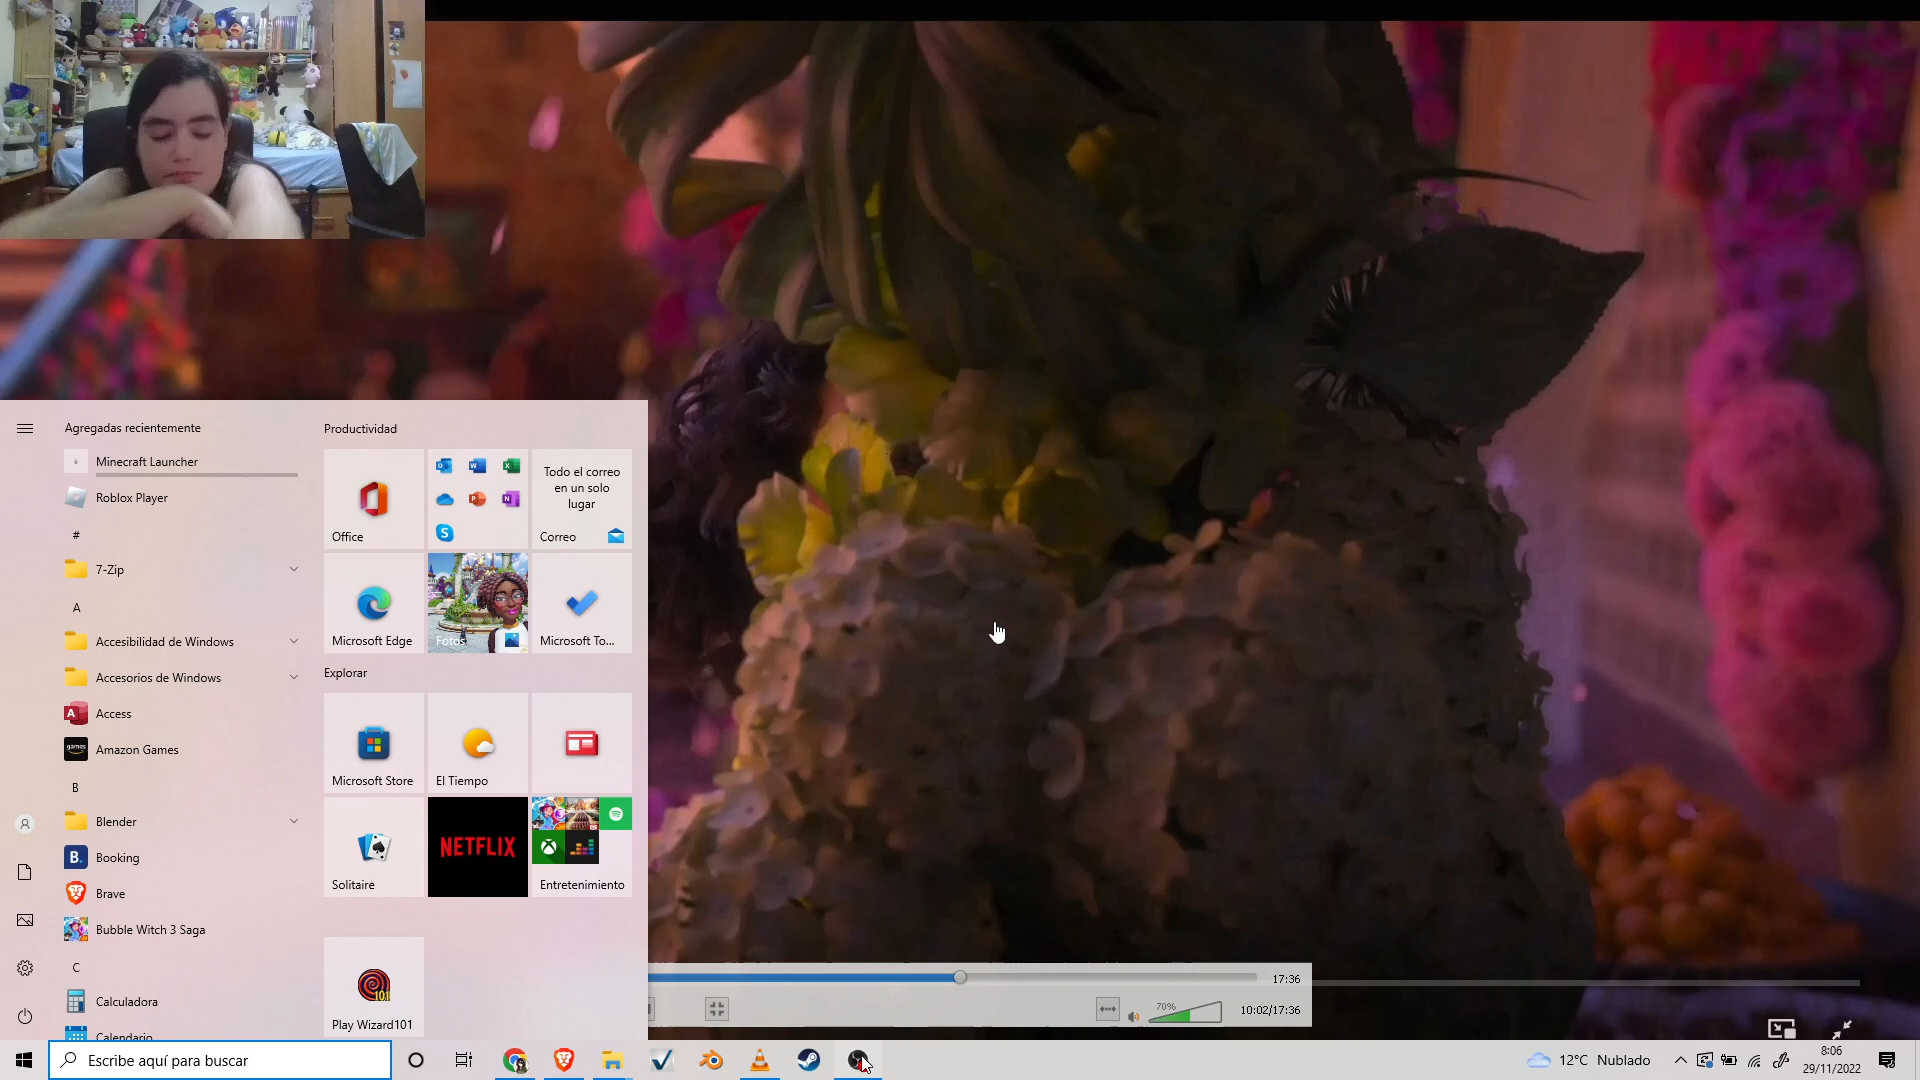 Agregadas recientemente
Minecraft Launcher
Roblox Player
#
7-Zip
A
Accesibilidad de Windows
Accesorios de Windows
Access
Amazon Games
B
Blender
Booking
Brave
Bubble Witch 3 Saga
C
Calculadora
Calendario
Productividad
Office
Todo el correo
en un solo
lugar
Correo
Microsoft Edge
Fotos
Microsoft To...
Explorar
Microsoft Store
El Tiempo
Solitaire
NETFLIX
Entretenimiento
Play Wizard101
17:36
70%
10:02/17:36
Escribe aquí para buscar
12°C Nublado
8:06
29/11/2022